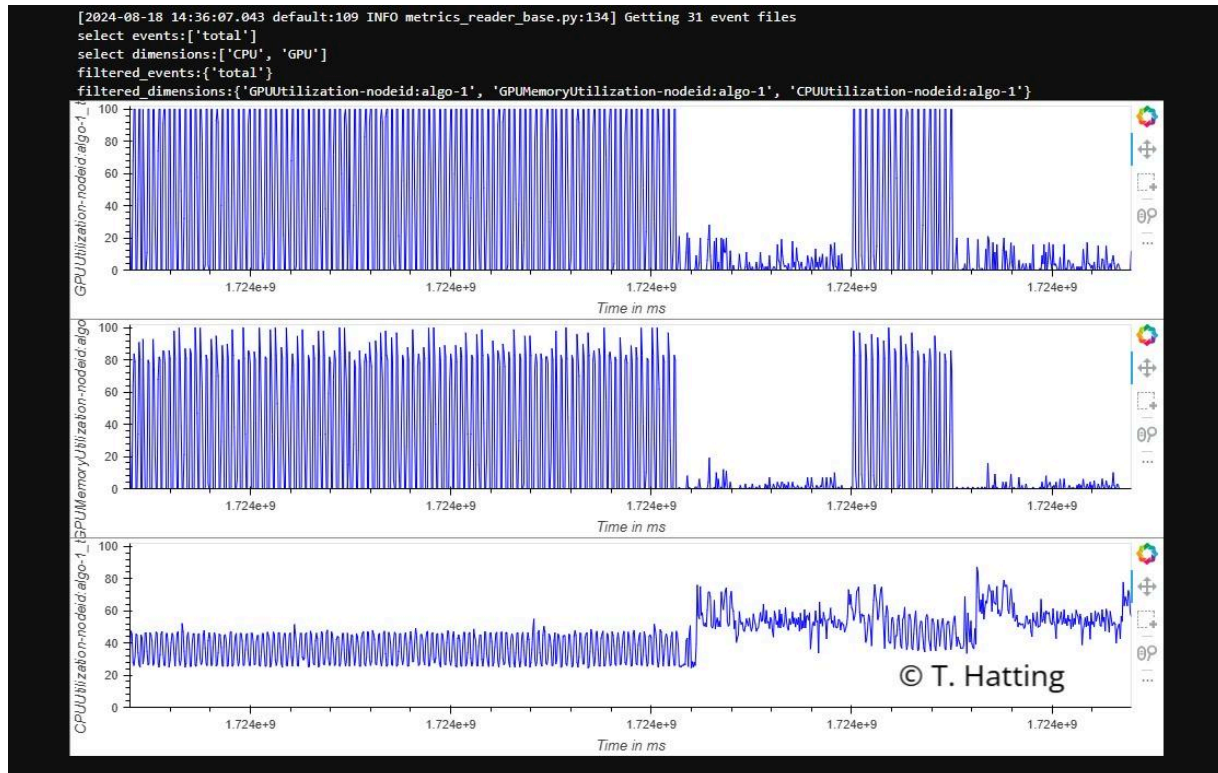 [2024-08-18 14:36:07.043 default:109 INFO metrics_reader_base.py:134] Getting 31 event files
select events:['total']
select dimensions:['CPU', 'GPU']
filtered_events:{'total'}
filtered_dimensions:{'GPUUtilization-nodeid:algo-1', 'GPUMemoryUtilization-nodeid:algo-1', 'CPUUtilization-nodeid:algo-1'}
GPUUtilization-nodeid:algo-1_t
100
80
60
40
20
0
1.724e+9 1.724e+9 1.724e+9 1.724e+9 1.724e+9
Time in ms
GPUMemoryUtilization-nodeid:algo
100
80
60
40
20
0
1.724e+9 1.724e+9 1.724e+9 1.724e+9 1.724e+9
Time in ms
CPUUtilization-nodeid:algo-1_t
100
80
60
40
20
0
© T. Hatting
1.724e+9 1.724e+9 1.724e+9 1.724e+9 1.724e+9
Time in ms